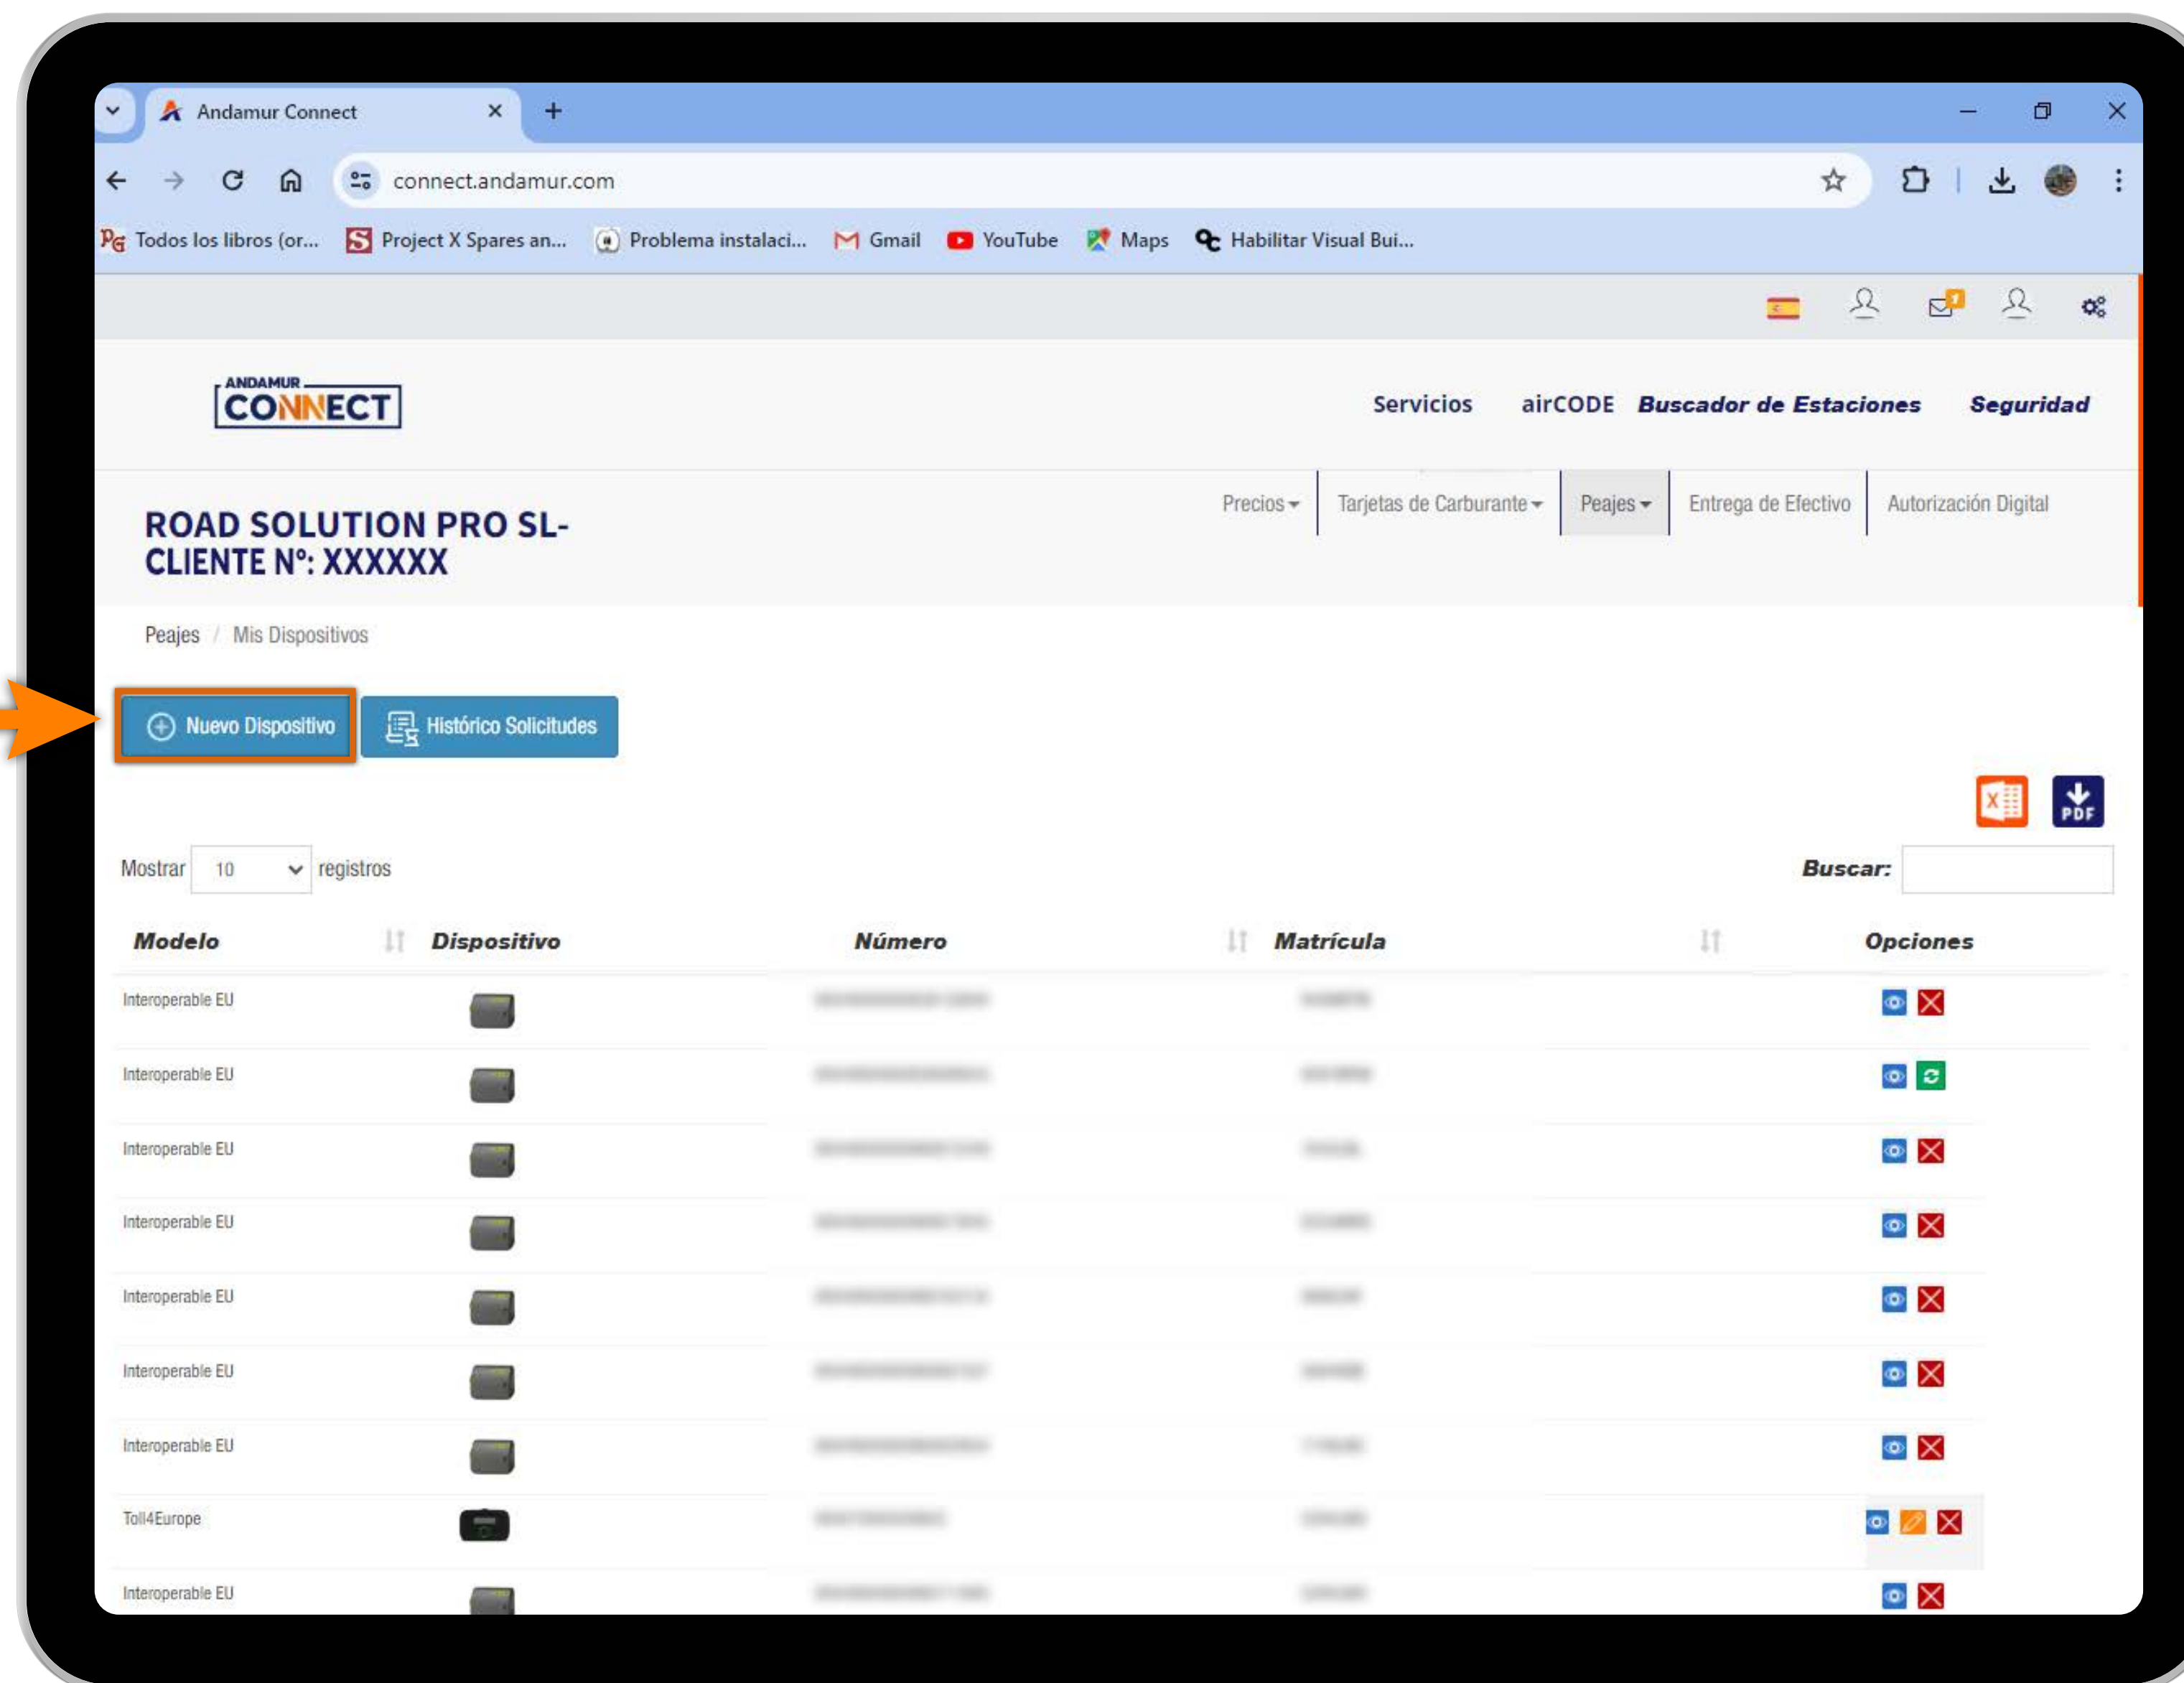 Andamur Connect
connect.andamur.com
Todos los libros (or... Project X Spares an... Problema instalaci... Gmail YouTube Maps Habilitar Visual Bui...
1
ANDAMUR
CONNECT
Servicios airCODE Buscador de Estaciones Seguridad
Precios Tarjetas de Carburante Peajes Entrega de Efectivo Autorización Digital
ROAD SOLUTION PRO SL-
CLIENTE Nº: XXXXXX
Peajes / Mis Dispositivos
Nuevo Dispositivo Histórico Solicitudes
X PDF
Mostrar 10 registros Buscar:
Modelo Dispositivo Número Matrícula Opciones
Interoperable EU
Interoperable EU
Interoperable EU
Interoperable EU
Interoperable EU
Interoperable EU
Interoperable EU
Toll4Europe
Interoperable EU